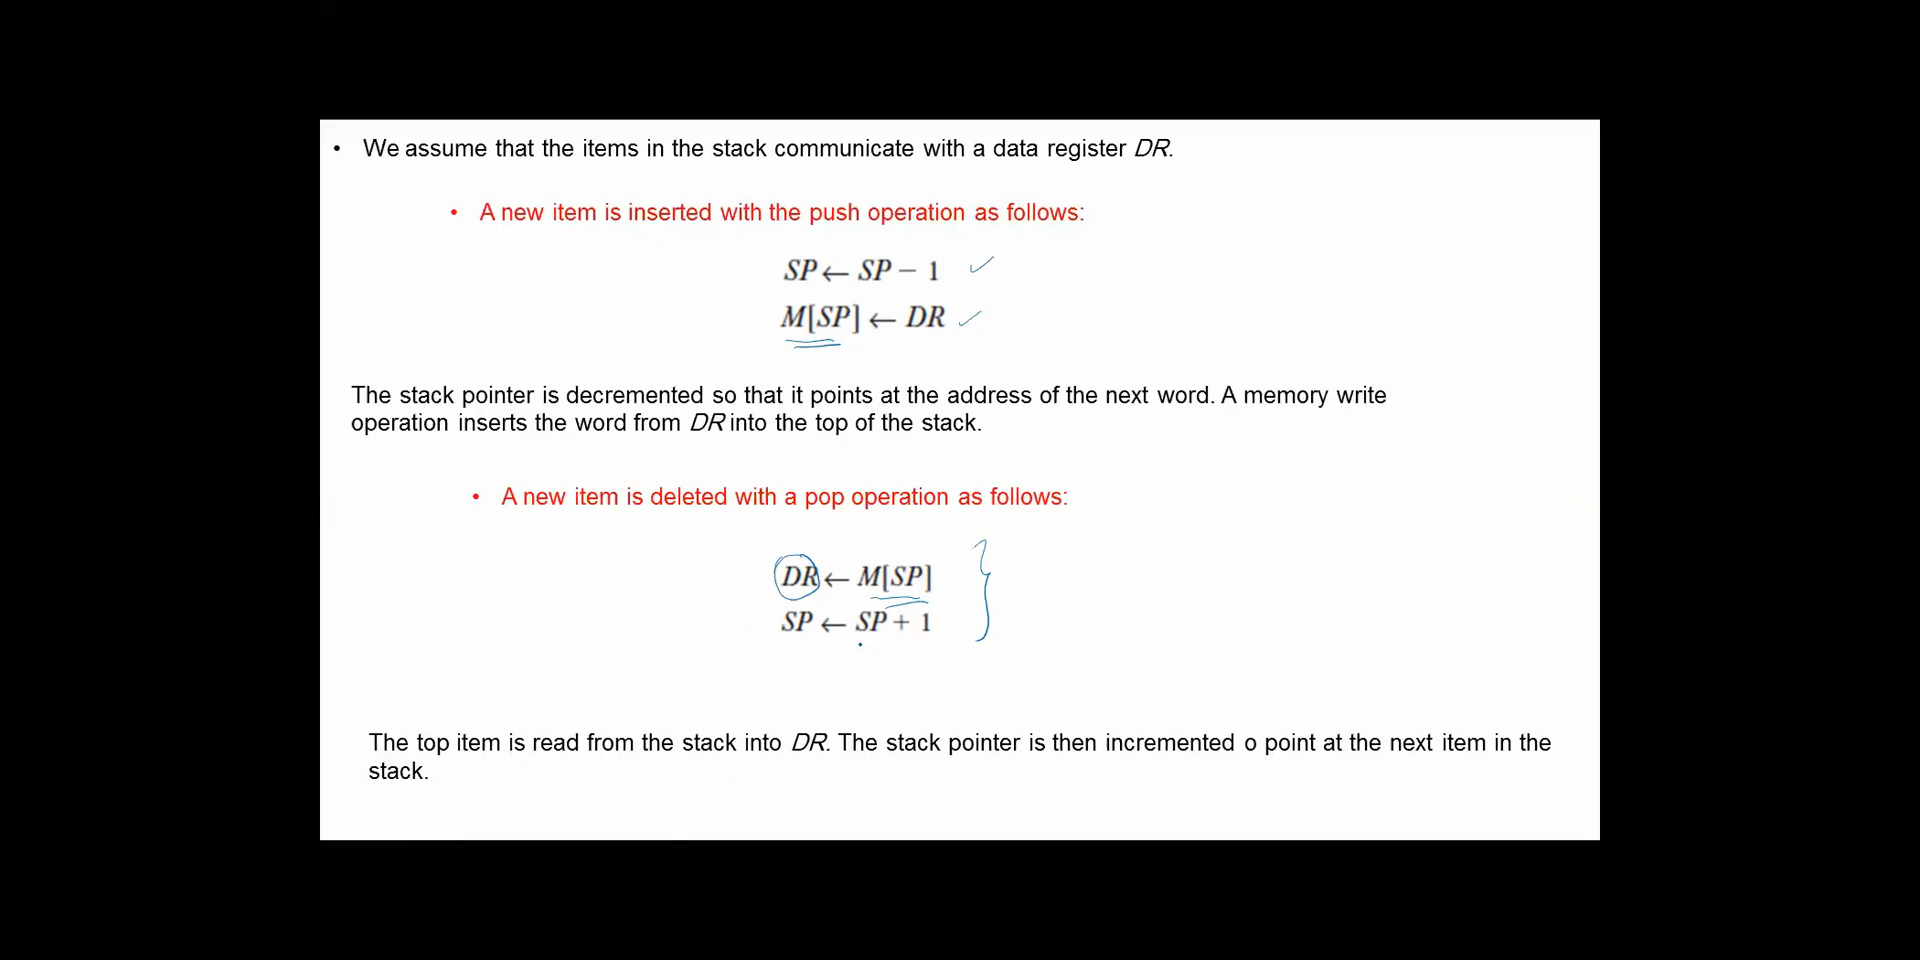 • We assume that the items in the stack communicate with a data register DR.
• A new item is inserted with the push operation as follows:
SP ← SP − 1
M[SP] ← DR
The stack pointer is decremented so that it points at the address of the next word. A memory write
operation inserts the word from DR into the top of the stack.
• A new item is deleted with a pop operation as follows:
DR ← M[SP]
SP ← SP + 1
The top item is read from the stack into DR. The stack pointer is then incremented o point at the next item in the
stack.